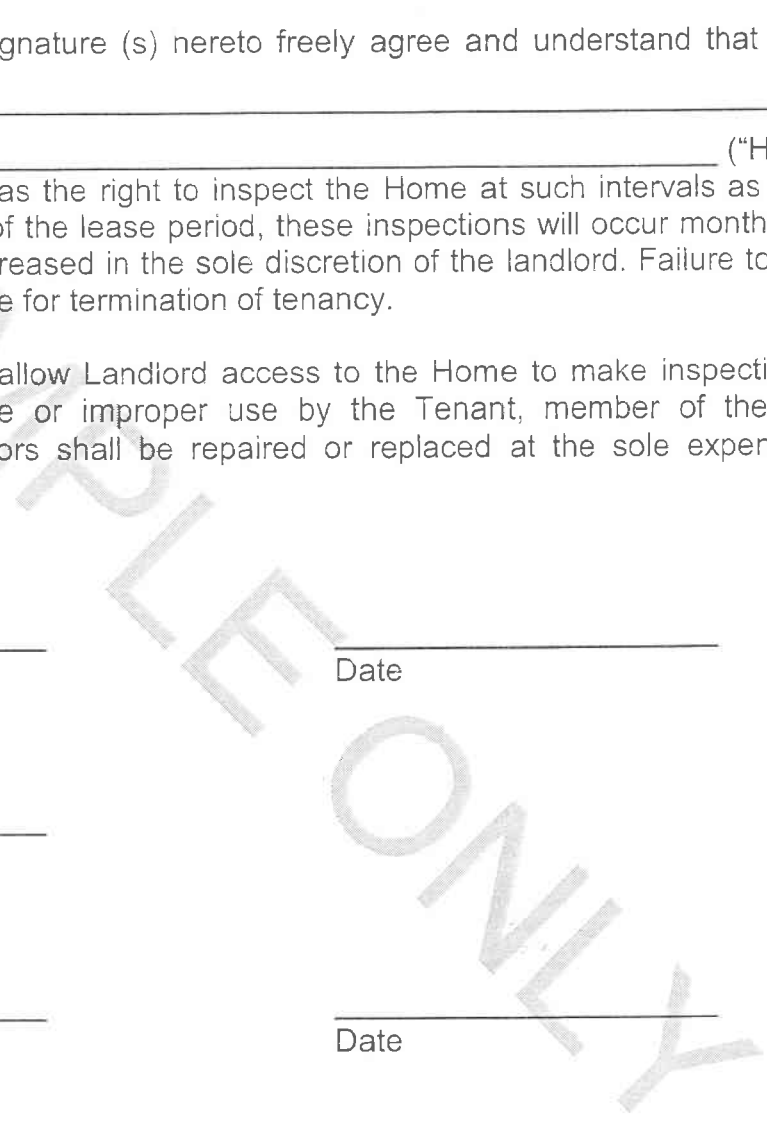 gnature (s) nereto freely agree and understand that
("H
as the right to inspect the Home at such intervals as
of the lease period, these inspections will occur month
reased in the sole discretion of the landlord. Failure to
e for termination of tenancy.
allow Landlord access to the Home to make inspecti
e or improper use by the Tenant, member of the
ors shall be repaired or replaced at the sole exper
Date
Date
MPLE ONLY